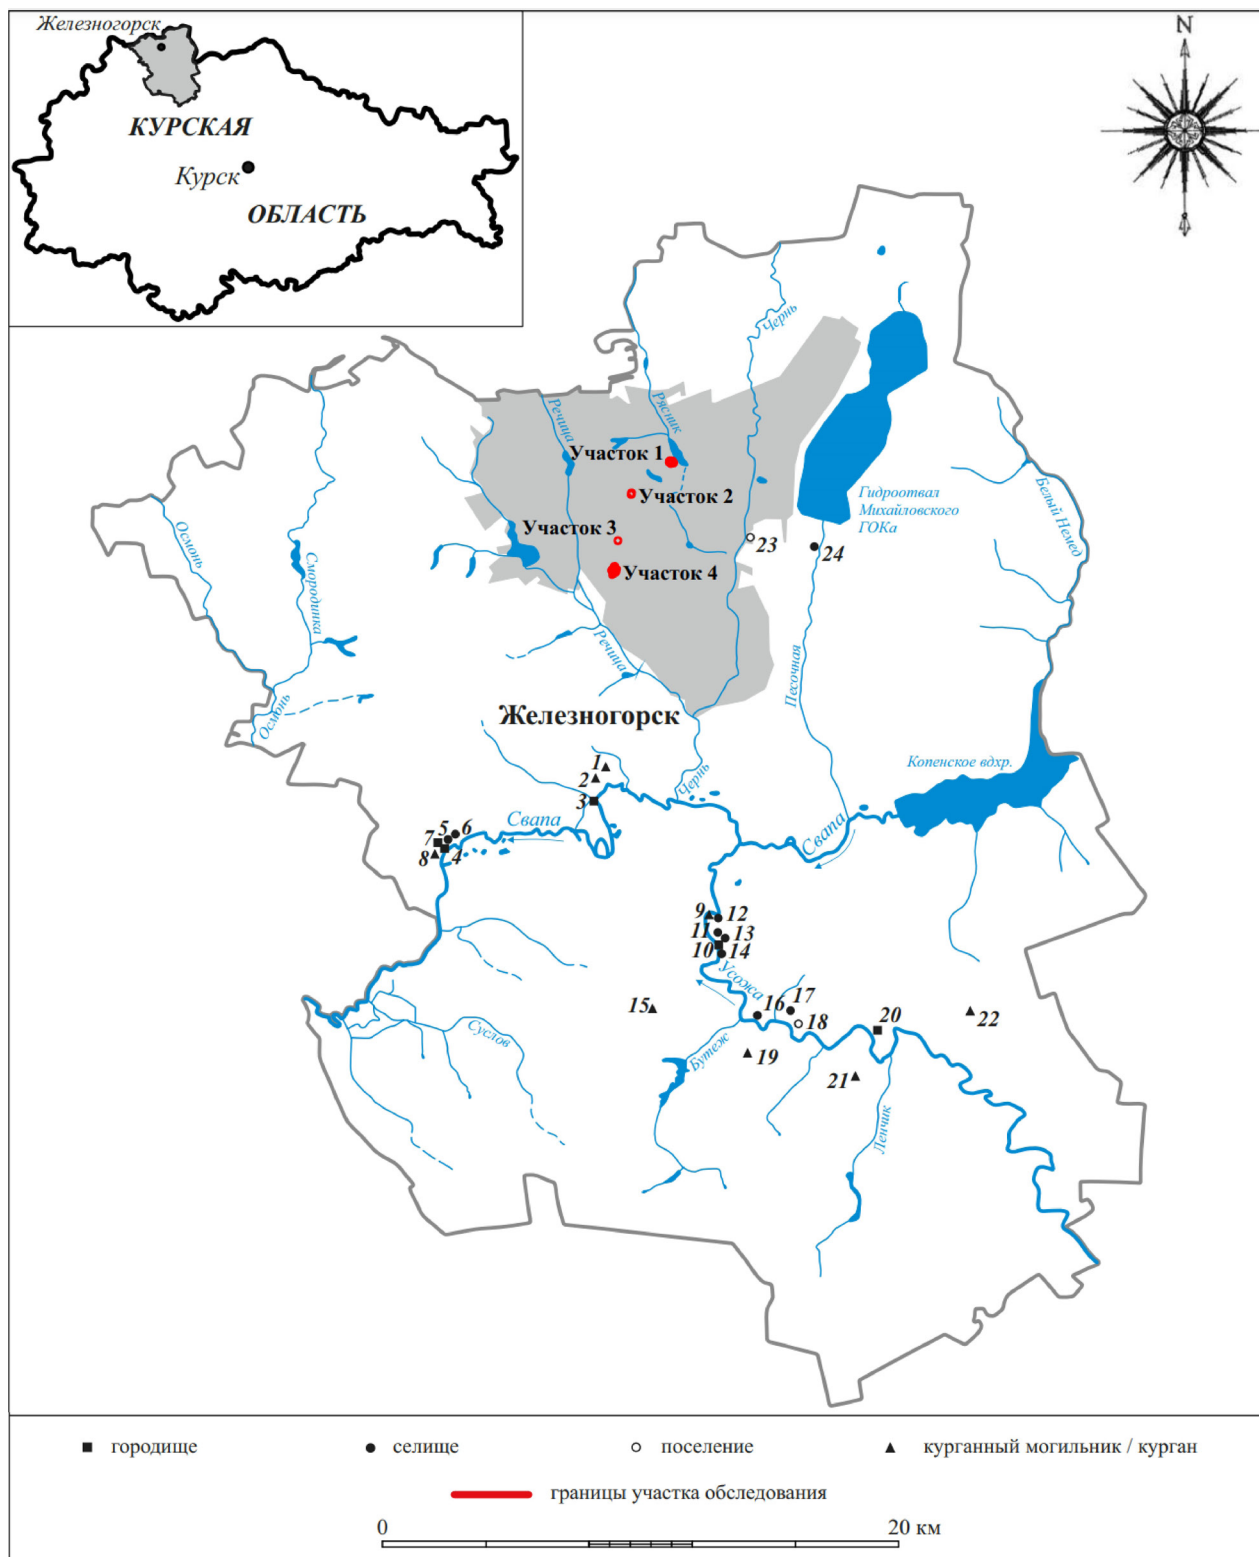 Железногорск
КУРСКАЯ
Курск
ОБЛАСТЬ
N
Чернь
Речица
Рясник
Участок 1
Участок 2
Участок 3
Участок 4
Гидроотвал
Михайловского
ГОКа
Белый Немед
23
24
Осмонь
Смородинка
Речица
Песочная
Осмонь
Железногорск
Копенское вдхр.
1
2
3
Чернь
Свапа
Свапа
5
6
7
8
4
9
12
11
13
10
14
Усожа
15
16
17
18
20
22
Суслов
Бутеж
19
21
Ленчик
городище
селище
поселение
курганный могильник / курган
границы участка обследования
0
20 км